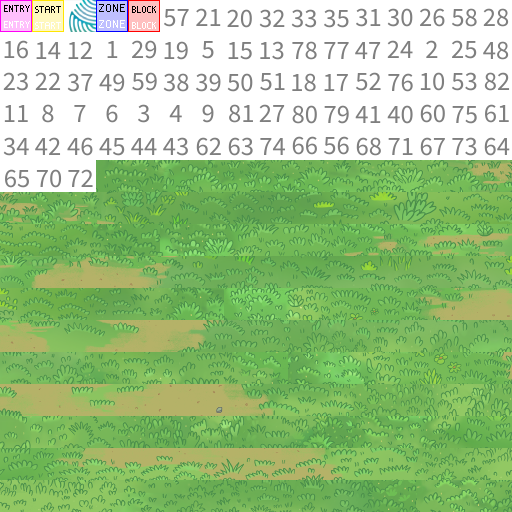 ENTRY START ZONE BLOCK 57 21 20 32 33 35 31 30 26 58 28
ENTRY START ZONE BLOCK
16 14 12 1 29 19 5 15 13 78 77 47 24 2 25 48
23 22 37 49 59 38 39 50 51 18 17 52 76 10 53 82
11 8 7 6 3 4 9 81 27 80 79 41 40 60 75 61
34 42 46 45 44 43 62 63 74 66 56 68 71 67 73 64
65 70 72